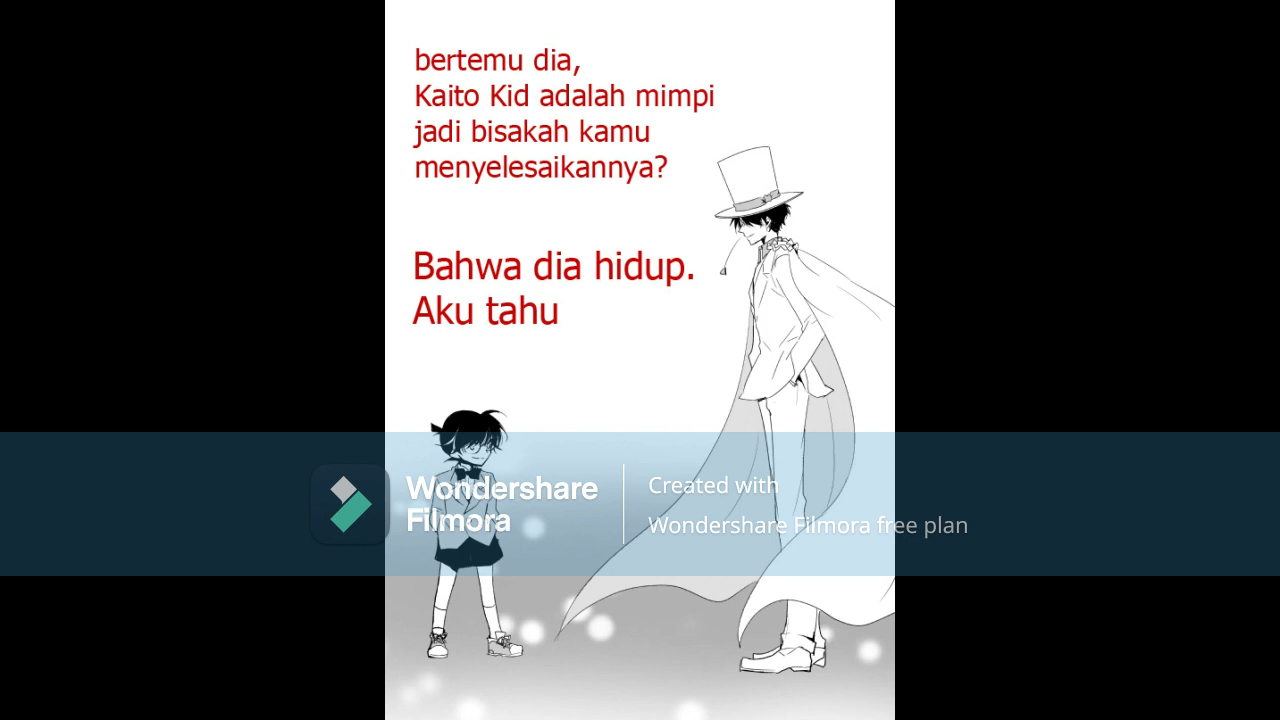 bertemu dia,
Kaito Kid adalah mimpi
jadi bisakah kamu
menyelesaikannya?
Bahwa dia hidup.
Aku tahu
Wondershare
Filmora
Created with
Wondershare Filmora free plan